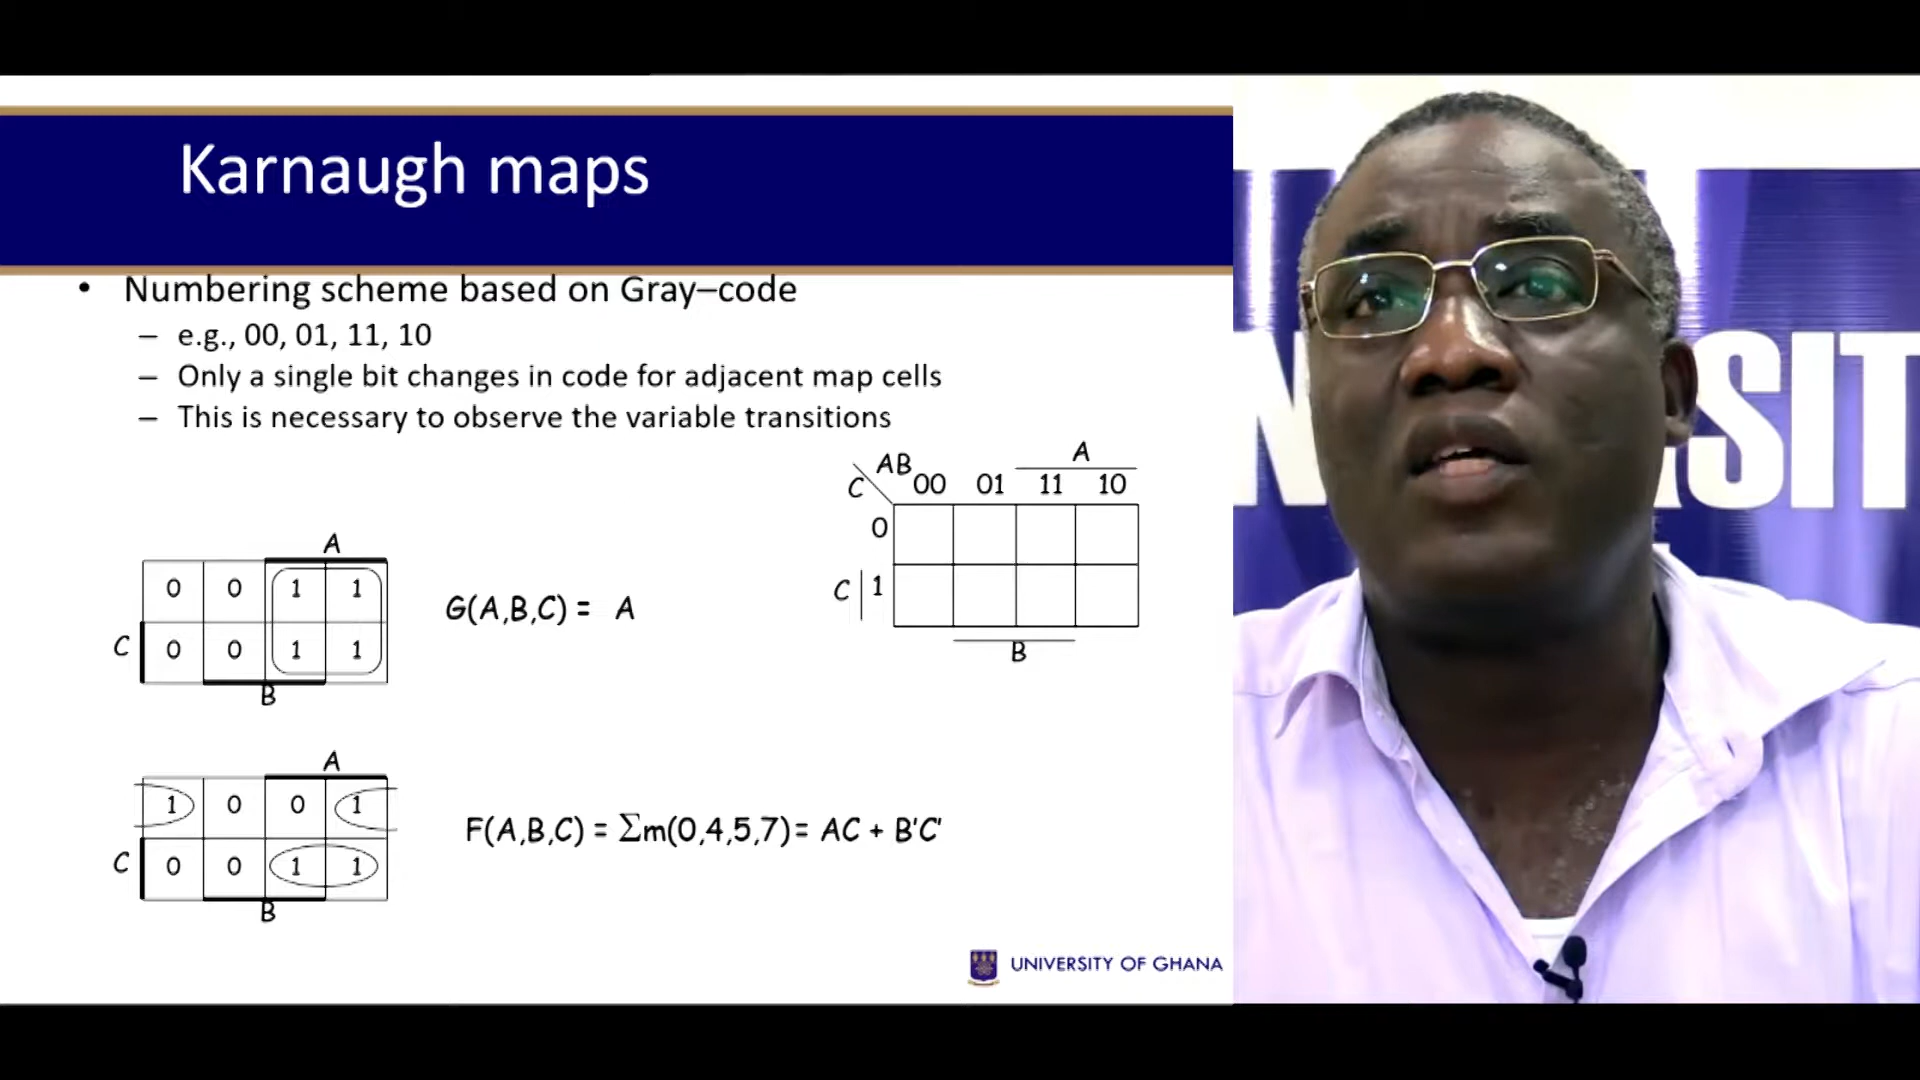 Karnaugh maps
• Numbering scheme based on Gray–code
– e.g., 00, 01, 11, 10
– Only a single bit changes in code for adjacent map cells
– This is necessary to observe the variable transitions
A
AB
C
00 01 11 10
0
C 1
B
A
0 0 1 1
C 0 0 1 1
B
G(A,B,C) = A
A
1 0 0 1
C 0 0 1 1
B
F(A,B,C) = Σm(0,4,5,7)= AC + B'C'
UNIVERSITY OF GHANA
SIT